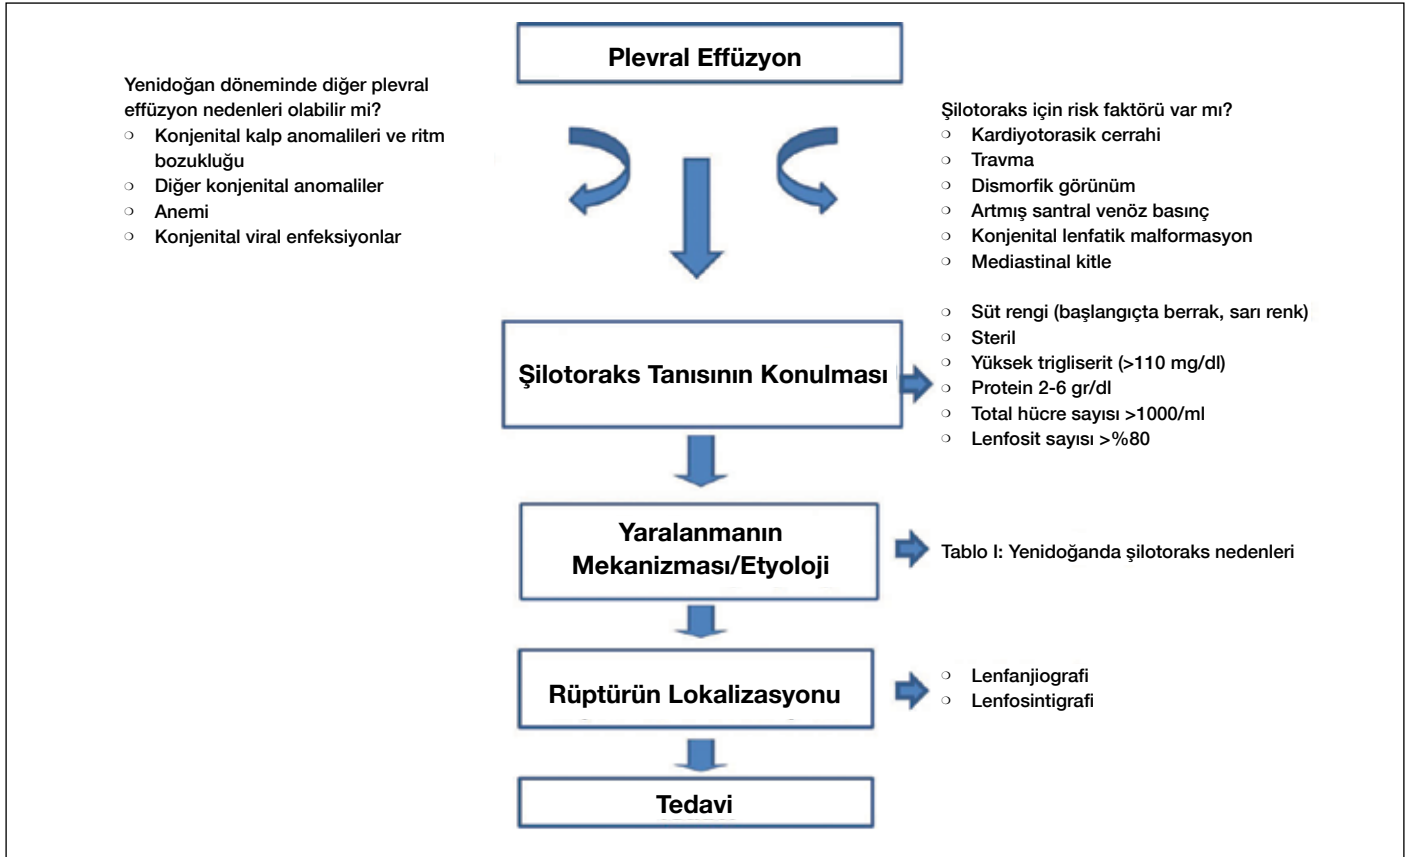 Plevral Effüzyon
Yenidoğan döneminde diğer plevral
effüzyon nedenleri olabilir mi?
❍ Konjenital kalp anomalileri ve ritm
bozukluğu
❍ Diğer konjenital anomaliler
❍ Anemi
❍ Konjenital viral enfeksiyonlar
Şilotoraks için risk faktörü var mı?
❍ Kardiyotorasik cerrahi
❍ Travma
❍ Dismorfik görünüm
❍ Artmış santral venöz basınç
❍ Konjenital lenfatik malformasyon
❍ Mediastinal kitle
Şilotoraks Tanısının Konulması
❍ Süt rengi (başlangıçta berrak, sarı renk)
❍ Steril
❍ Yüksek trigliserit (>110 mg/dl)
❍ Protein 2-6 gr/dl
❍ Total hücre sayısı >1000/ml
❍ Lenfosit sayısı >%80
Yaralanmanın
Mekanizması/Etyoloji
Tablo I: Yenidoğanda şilotoraks nedenleri
Rüptürün Lokalizasyonu
❍ Lenfanjiografi
❍ Lenfosintigrafi
Tedavi